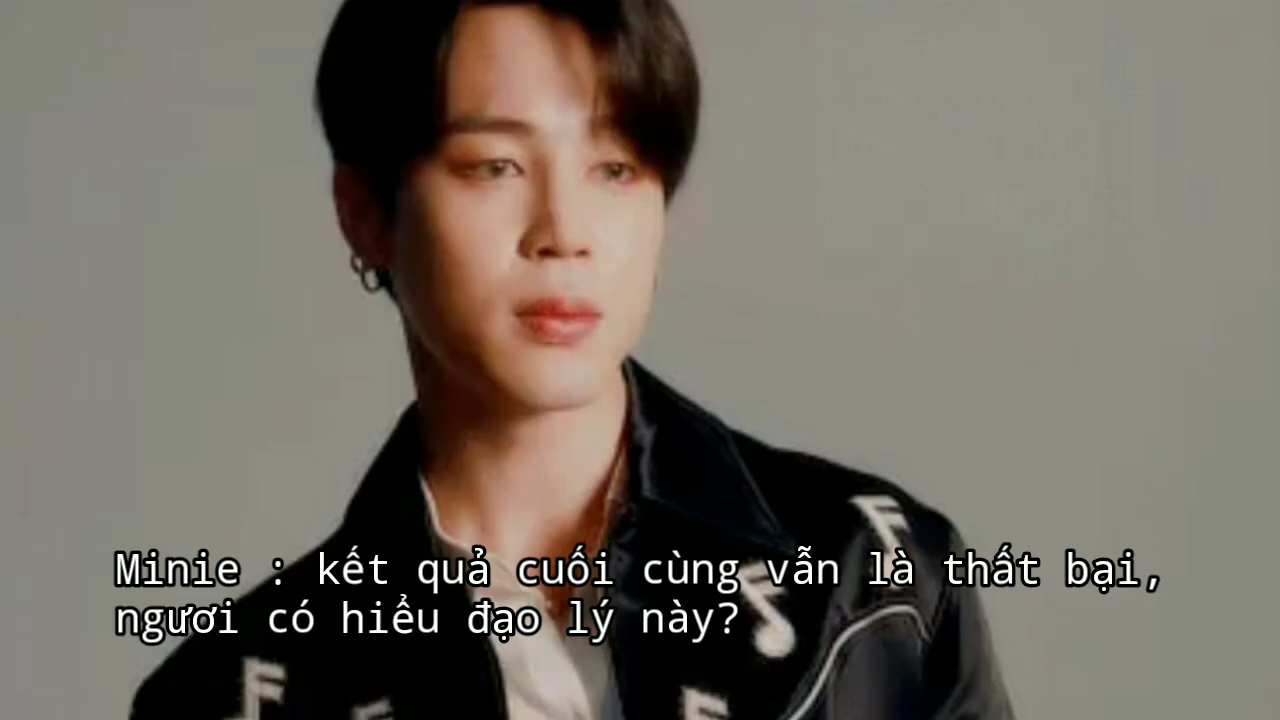 Minie : kết quả cuối cùng vẫn là thất bại,
ngươi có hiểu đạo lý này?